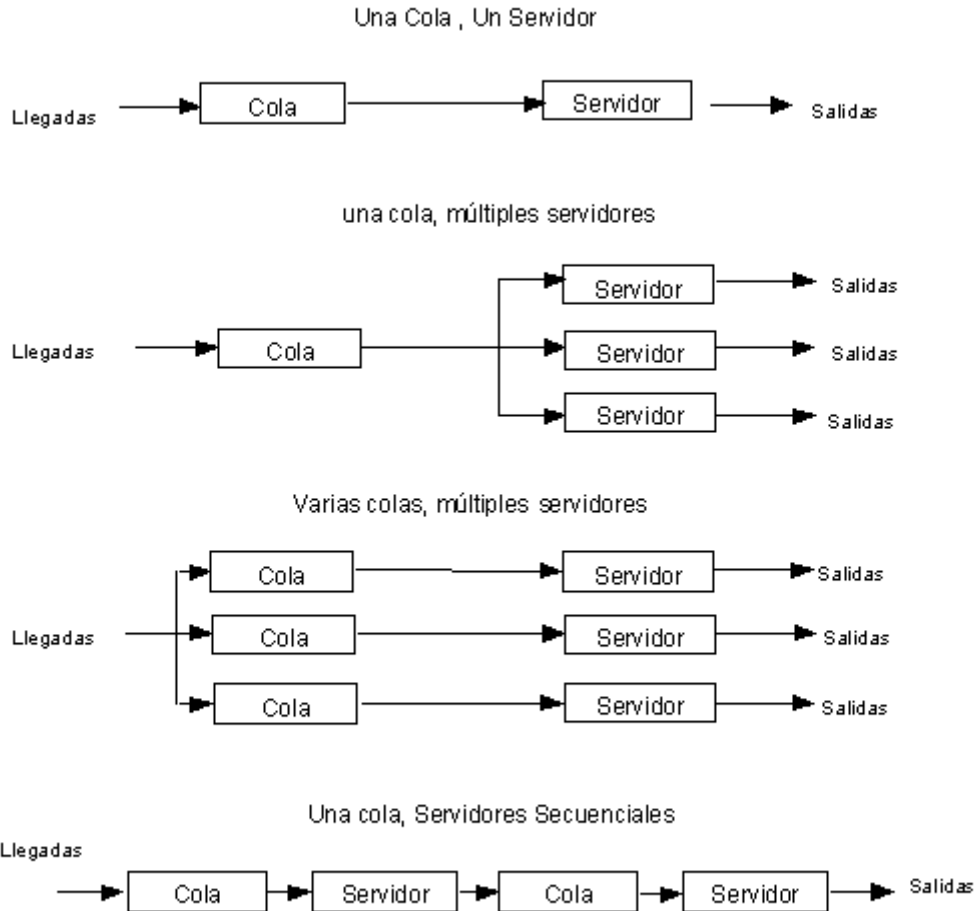 Una Cola , Un Servidor
Llegadas Cola Servidor Salidas
una cola, múltiples servidores
Servidor Salidas
Llegadas Cola Servidor Salidas
Servidor Salidas
Varias colas, múltiples servidores
Cola Servidor Salidas
Llegadas Cola Servidor Salidas
Cola Servidor Salidas
Una cola, Servidores Secuenciales
Llegadas
Cola Servidor Cola Servidor Salidas